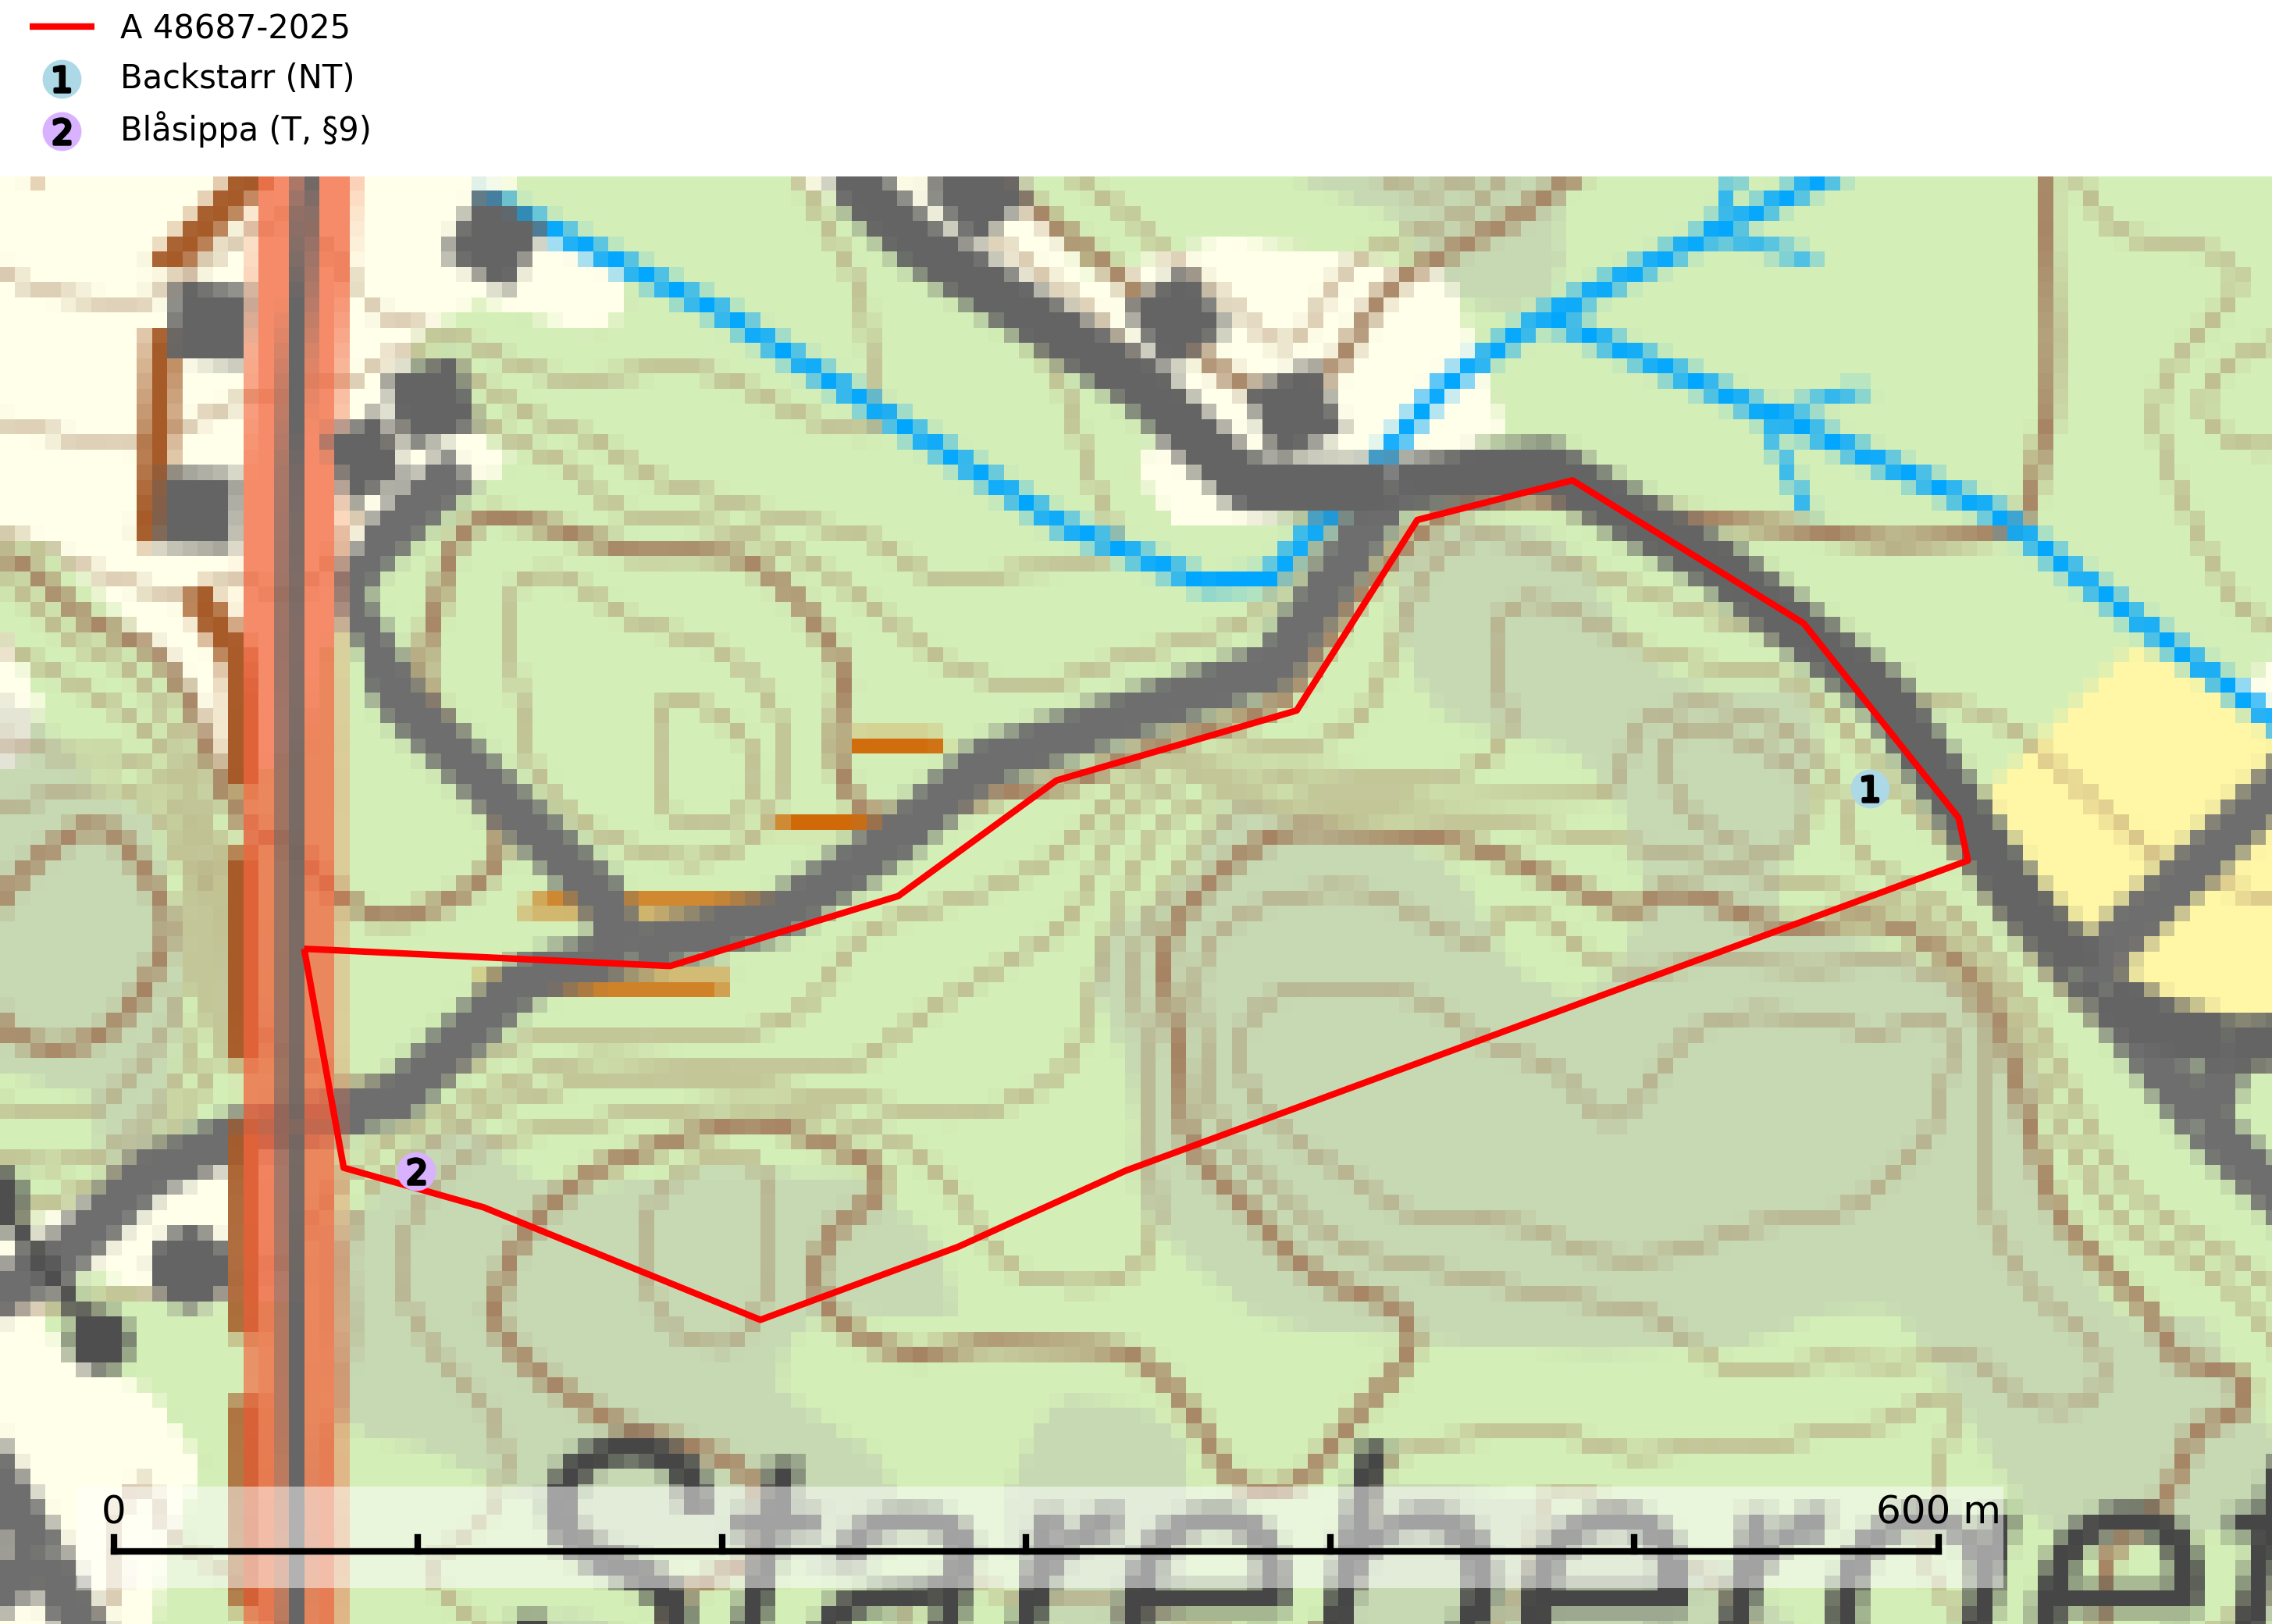 A 48687-2025
1 Backstarr (NT)
2 Blåsippa (T, §9)
1
2
0 600 m